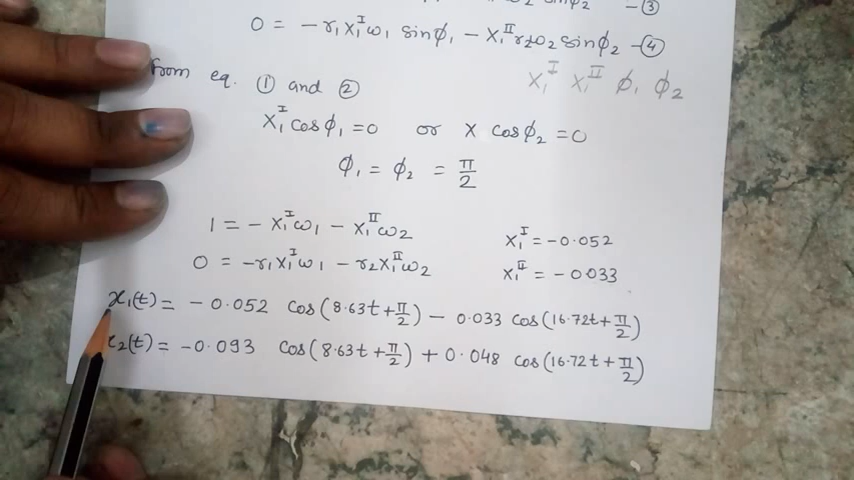 sinϕ₂ -③
0 = - r₁X₁ᴵω₁ sinϕ₁ - X₁ᴵᴵr₂ω₂ sinϕ₂ -④
X₁ᴵ X₁ᴵᴵ ϕ₁ ϕ₂
From eq. ① and ②
X₁ᴵ cosϕ₁ = 0 or X cosϕ₂ = 0
ϕ₁ = ϕ₂ = π/2
1 = - X₁ᴵω₁ - X₁ᴵᴵω₂
X₁ᴵ = -0.052
0 = -r₁X₁ᴵω₁ - r₂X₁ᴵᴵω₂
X₁ᴵᴵ = -0.033
x₁(t) = -0.052 cos(8.63t+π/2) - 0.033 cos(16.72t+π/2)
x₂(t) = -0.093 cos(8.63t+π/2) + 0.048 cos(16.72t+π/2)